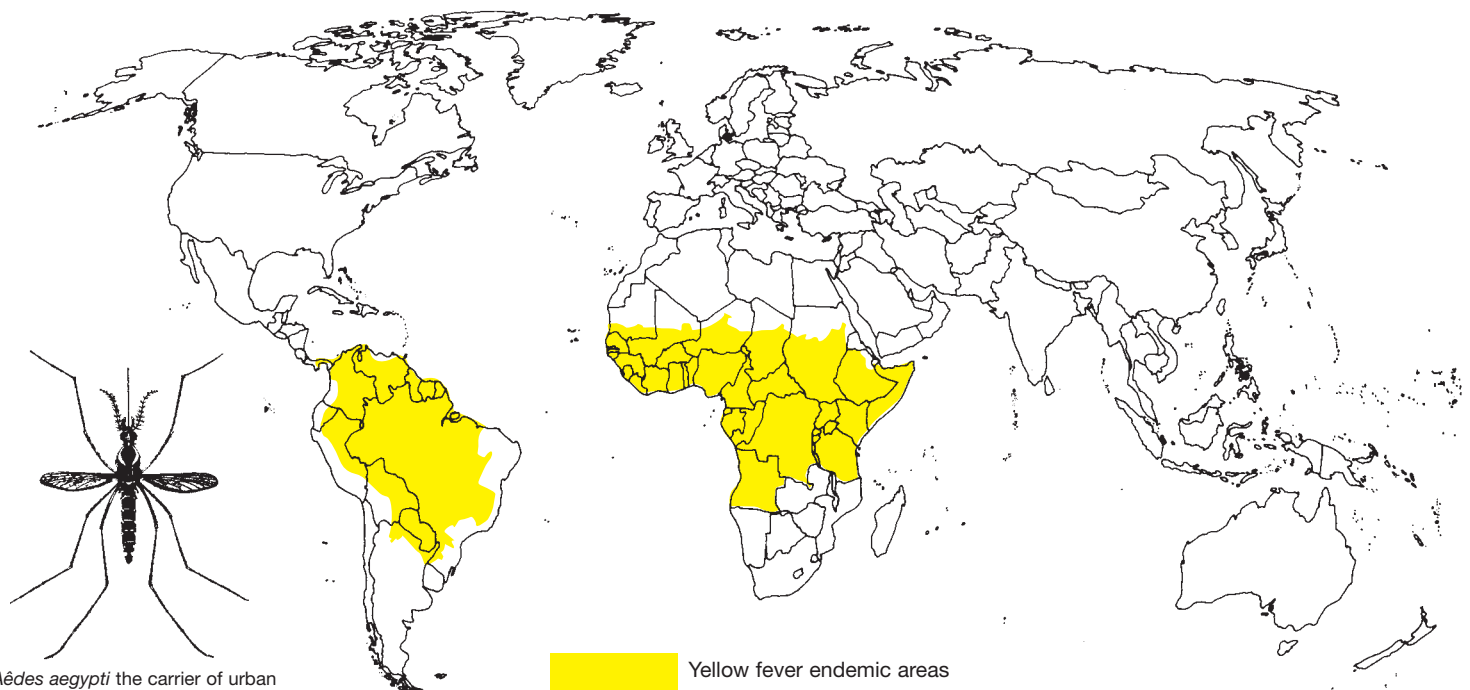 Aêdes aegypti the carrier of urban
Yellow fever endemic areas